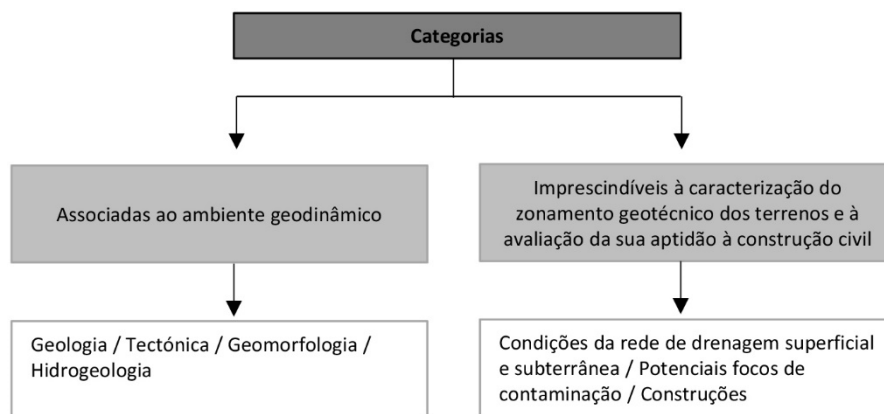 Categorias
Associadas ao ambiente geodinâmico
Imprescindíveis à caracterização do
zonamento geotécnico dos terrenos e à
avaliação da sua aptidão à construção civil
Geologia / Tectónica / Geomorfologia /
Hidrogeologia
Condições da rede de drenagem superficial
e subterrânea / Potenciais focos de
contaminação / Construções